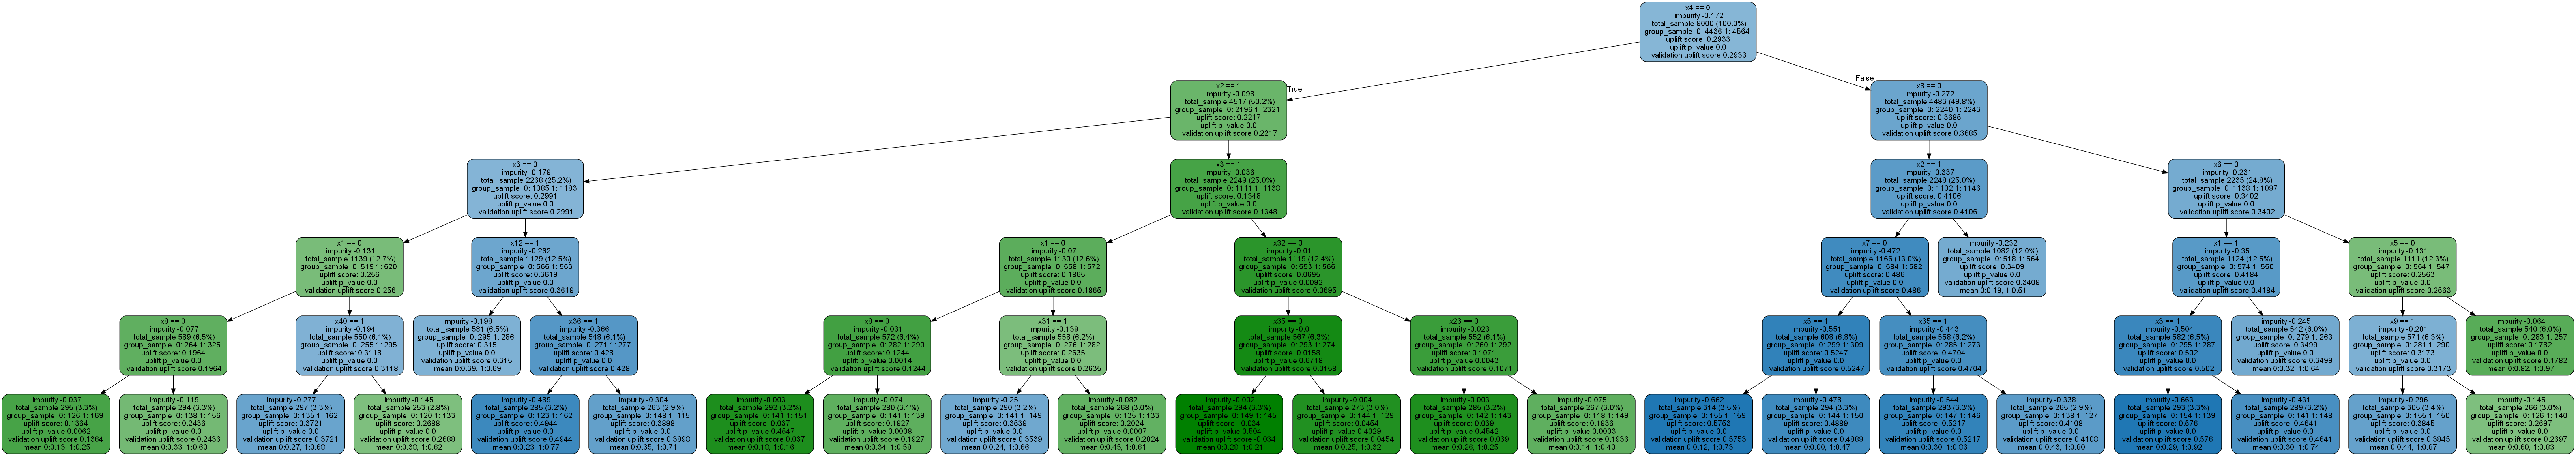 x4 == 0
impurity -0.172
total_sample 9000 (100.0%)
group_sample 0: 4436 1: 4564
uplift score: 0.2933
uplift p_value 0.0
validation uplift score 0.2933
True
False
x2 == 1
impurity -0.098
total_sample 4517 (50.2%)
group_sample 0: 2196 1: 2321
uplift score: 0.2217
uplift p_value 0.0
validation uplift score 0.2217
x8 == 0
impurity -0.272
total_sample 4483 (49.8%)
group_sample 0: 2240 1: 2243
uplift score: 0.3685
uplift p_value 0.0
validation uplift score 0.3685
x3 == 0
impurity -0.179
total_sample 2268 (25.2%)
group_sample 0: 1085 1: 1183
uplift score: 0.2991
uplift p_value 0.0
validation uplift score 0.2991
x3 == 1
impurity -0.036
total_sample 2249 (25.0%)
group_sample 0: 1111 1: 1138
uplift score: 0.1348
uplift p_value 0.0
validation uplift score 0.1348
x2 == 1
impurity -0.337
total_sample 2248 (25.0%)
group_sample 0: 1102 1: 1146
uplift score: 0.4106
uplift p_value 0.0
validation uplift score 0.4106
x6 == 0
impurity -0.231
total_sample 2235 (24.8%)
group_sample 0: 1138 1: 1097
uplift score: 0.3402
uplift p_value 0.0
validation uplift score 0.3402
x1 == 0
impurity -0.131
total_sample 1139 (12.7%)
group_sample 0: 519 1: 620
uplift score: 0.256
uplift p_value 0.0
validation uplift score 0.256
x12 == 1
impurity -0.262
total_sample 1129 (12.5%)
group_sample 0: 566 1: 563
uplift score: 0.3619
uplift p_value 0.0
validation uplift score 0.3619
x1 == 0
impurity -0.07
total_sample 1130 (12.6%)
group_sample 0: 558 1: 572
uplift score: 0.1865
uplift p_value 0.0
validation uplift score 0.1865
x32 == 0
impurity -0.01
total_sample 1119 (12.4%)
group_sample 0: 553 1: 566
uplift score: 0.0695
uplift p_value 0.0092
validation uplift score 0.0695
x7 == 0
impurity -0.472
total_sample 1166 (13.0%)
group_sample 0: 584 1: 582
uplift score: 0.486
uplift p_value 0.0
validation uplift score 0.486
impurity -0.232
total_sample 1082 (12.0%)
group_sample 0: 518 1: 564
uplift score: 0.3409
uplift p_value 0.0
validation uplift score 0.3409
mean 0:0.19, 1:0.51
x1 == 1
impurity -0.35
total_sample 1124 (12.5%)
group_sample 0: 574 1: 550
uplift score: 0.4184
uplift p_value 0.0
validation uplift score 0.4184
x5 == 0
impurity -0.131
total_sample 1111 (12.3%)
group_sample 0: 564 1: 547
uplift score: 0.2563
uplift p_value 0.0
validation uplift score 0.2563
x8 == 0
impurity -0.077
total_sample 589 (6.5%)
group_sample 0: 264 1: 325
uplift score: 0.1964
uplift p_value 0.0
validation uplift score 0.1964
x40 == 1
impurity -0.194
total_sample 550 (6.1%)
group_sample 0: 255 1: 295
uplift score: 0.3118
uplift p_value 0.0
validation uplift score 0.3118
impurity -0.198
total_sample 581 (6.5%)
group_sample 0: 295 1: 286
uplift score: 0.315
uplift p_value 0.0
validation uplift score 0.315
mean 0:0.39, 1:0.69
x36 == 1
impurity -0.366
total_sample 548 (6.1%)
group_sample 0: 271 1: 277
uplift score: 0.428
uplift p_value 0.0
validation uplift score 0.428
x8 == 0
impurity -0.031
total_sample 572 (6.4%)
group_sample 0: 282 1: 290
uplift score: 0.1244
uplift p_value 0.0014
validation uplift score 0.1244
x31 == 1
impurity -0.139
total_sample 558 (6.2%)
group_sample 0: 276 1: 282
uplift score: 0.2635
uplift p_value 0.0
validation uplift score 0.2635
x35 == 0
impurity -0.0
total_sample 567 (6.3%)
group_sample 0: 293 1: 274
uplift score: 0.0158
uplift p_value 0.6718
validation uplift score 0.0158
x23 == 0
impurity -0.023
total_sample 552 (6.1%)
group_sample 0: 260 1: 292
uplift score: 0.1071
uplift p_value 0.0043
validation uplift score 0.1071
x5 == 1
impurity -0.551
total_sample 608 (6.8%)
group_sample 0: 299 1: 309
uplift score: 0.5247
uplift p_value 0.0
validation uplift score 0.5247
x35 == 1
impurity -0.443
total_sample 558 (6.2%)
group_sample 0: 285 1: 273
uplift score: 0.4704
uplift p_value 0.0
validation uplift score 0.4704
x3 == 1
impurity -0.504
total_sample 582 (6.5%)
group_sample 0: 295 1: 287
uplift score: 0.502
uplift p_value 0.0
validation uplift score 0.502
impurity -0.245
total_sample 542 (6.0%)
group_sample 0: 279 1: 263
uplift score: 0.3499
uplift p_value 0.0
validation uplift score 0.3499
mean 0:0.32, 1:0.64
x9 == 1
impurity -0.201
total_sample 571 (6.3%)
group_sample 0: 281 1: 290
uplift score: 0.3173
uplift p_value 0.0
validation uplift score 0.3173
impurity -0.064
total_sample 540 (6.0%)
group_sample 0: 283 1: 257
uplift score: 0.1782
uplift p_value 0.0
validation uplift score 0.1782
mean 0:0.82, 1:0.97
impurity -0.037
total_sample 295 (3.3%)
group_sample 0: 126 1: 169
uplift score: 0.1364
uplift p_value 0.0062
validation uplift score 0.1364
mean 0:0.13, 1:0.25
impurity -0.119
total_sample 294 (3.3%)
group_sample 0: 138 1: 156
uplift score: 0.2436
uplift p_value 0.0
validation uplift score 0.2436
mean 0:0.33, 1:0.60
impurity -0.277
total_sample 297 (3.3%)
group_sample 0: 135 1: 162
uplift score: 0.3721
uplift p_value 0.0
validation uplift score 0.3721
mean 0:0.27, 1:0.68
impurity -0.145
total_sample 253 (2.8%)
group_sample 0: 120 1: 133
uplift score: 0.2688
uplift p_value 0.0
validation uplift score 0.2688
mean 0:0.38, 1:0.62
impurity -0.489
total_sample 285 (3.2%)
group_sample 0: 123 1: 162
uplift score: 0.4944
uplift p_value 0.0
validation uplift score 0.4944
mean 0:0.23, 1:0.77
impurity -0.304
total_sample 263 (2.9%)
group_sample 0: 148 1: 115
uplift score: 0.3898
uplift p_value 0.0
validation uplift score 0.3898
mean 0:0.35, 1:0.71
impurity -0.003
total_sample 292 (3.2%)
group_sample 0: 141 1: 151
uplift score: 0.037
uplift p_value 0.4547
validation uplift score 0.037
mean 0:0.18, 1:0.16
impurity -0.074
total_sample 280 (3.1%)
group_sample 0: 141 1: 139
uplift score: 0.1927
uplift p_value 0.0008
validation uplift score 0.1927
mean 0:0.34, 1:0.58
impurity -0.25
total_sample 290 (3.2%)
group_sample 0: 141 1: 149
uplift score: 0.3539
uplift p_value 0.0
validation uplift score 0.3539
mean 0:0.24, 1:0.66
impurity -0.082
total_sample 268 (3.0%)
group_sample 0: 135 1: 133
uplift score: 0.2024
uplift p_value 0.0007
validation uplift score 0.2024
mean 0:0.45, 1:0.61
impurity -0.002
total_sample 294 (3.3%)
group_sample 0: 149 1: 145
uplift score: -0.034
uplift p_value 0.504
validation uplift score -0.034
mean 0:0.28, 1:0.21
impurity -0.004
total_sample 273 (3.0%)
group_sample 0: 144 1: 129
uplift score: 0.0454
uplift p_value 0.4029
validation uplift score 0.0454
mean 0:0.25, 1:0.32
impurity -0.003
total_sample 285 (3.2%)
group_sample 0: 142 1: 143
uplift score: 0.039
uplift p_value 0.4542
validation uplift score 0.039
mean 0:0.26, 1:0.25
impurity -0.075
total_sample 267 (3.0%)
group_sample 0: 118 1: 149
uplift score: 0.1936
uplift p_value 0.0003
validation uplift score 0.1936
mean 0:0.14, 1:0.40
impurity -0.662
total_sample 314 (3.5%)
group_sample 0: 155 1: 159
uplift score: 0.5753
uplift p_value 0.0
validation uplift score 0.5753
mean 0:0.12, 1:0.73
impurity -0.478
total_sample 294 (3.3%)
group_sample 0: 144 1: 150
uplift score: 0.4889
uplift p_value 0.0
validation uplift score 0.4889
mean 0:0.00, 1:0.47
impurity -0.544
total_sample 293 (3.3%)
group_sample 0: 147 1: 146
uplift score: 0.5217
uplift p_value 0.0
validation uplift score 0.5217
mean 0:0.30, 1:0.86
impurity -0.338
total_sample 265 (2.9%)
group_sample 0: 138 1: 127
uplift score: 0.4108
uplift p_value 0.0
validation uplift score 0.4108
mean 0:0.43, 1:0.80
impurity -0.663
total_sample 293 (3.3%)
group_sample 0: 154 1: 139
uplift score: 0.576
uplift p_value 0.0
validation uplift score 0.576
mean 0:0.29, 1:0.92
impurity -0.431
total_sample 289 (3.2%)
group_sample 0: 141 1: 148
uplift score: 0.4641
uplift p_value 0.0
validation uplift score 0.4641
mean 0:0.30, 1:0.74
impurity -0.296
total_sample 305 (3.4%)
group_sample 0: 155 1: 150
uplift score: 0.3845
uplift p_value 0.0
validation uplift score 0.3845
mean 0:0.44, 1:0.87
impurity -0.145
total_sample 266 (3.0%)
group_sample 0: 126 1: 140
uplift score: 0.2697
uplift p_value 0.0
validation uplift score 0.2697
mean 0:0.60, 1:0.83